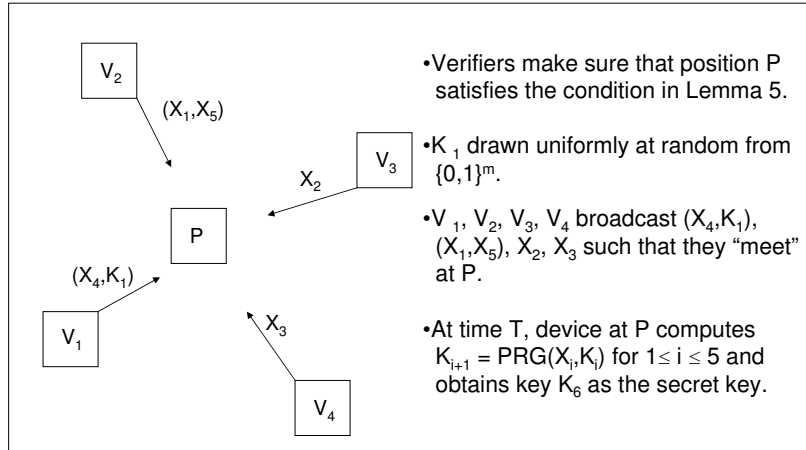 V₂
(X₁,X₅)
V₃
X₂
P
(X₄,K₁)
V₁
X₃
V₄
•Verifiers make sure that position P
satisfies the condition in Lemma 5.
•K ₁ drawn uniformly at random from
{0,1}ᵐ.
•V ₁, V₂, V₃, V₄ broadcast (X₄,K₁),
(X₁,X₅), X₂, X₃ such that they “meet”
at P.
•At time T, device at P computes
Kᵢ₊₁ = PRG(Xᵢ,Kᵢ) for 1≤ i ≤ 5 and
obtains key K₆ as the secret key.